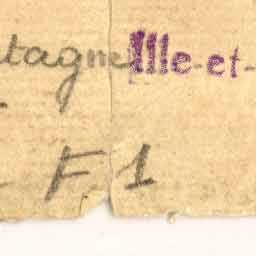 tagne Ille-et-
F. 1